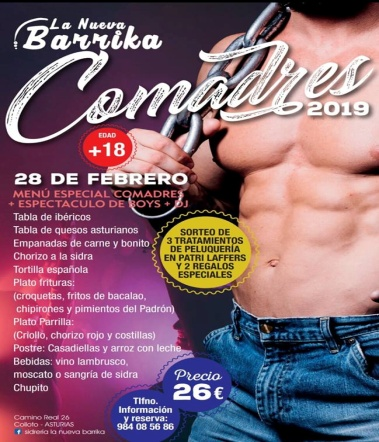 La Nueva
Barrika
Comadres
2019
EDAD
+18
28 DE FEBRERO
MENÚ ESPECIAL COMADRES
+ ESPECTACULO DE BOYS + DJ
Tabla de ibéricos
Tabla de quesos asturianos
Empanadas de carne y bonito
Chorizo a la sidra
Tortilla española
Plato frituras:
(croquetas, fritos de bacalao,
chipirones y pimientos del Padrón)
Plato Parrilla:
(Criollo, chorizo rojo y costillas)
Postre: Casadiellas y arroz con leche
Bebidas: vino lambrusco,
moscato o sangría de sidra
Chupito
SORTEO DE
3 TRATAMIENTOS
DE PELUQUERÍA
EN PATRI LAFFERS
Y 2 REGALOS
ESPECIALES
Precio
26€
Tlfno.
Información
y reserva:
984 08 56 86
Camino Real 26
Colloto - ASTURIAS
sidrería la nueva barrika